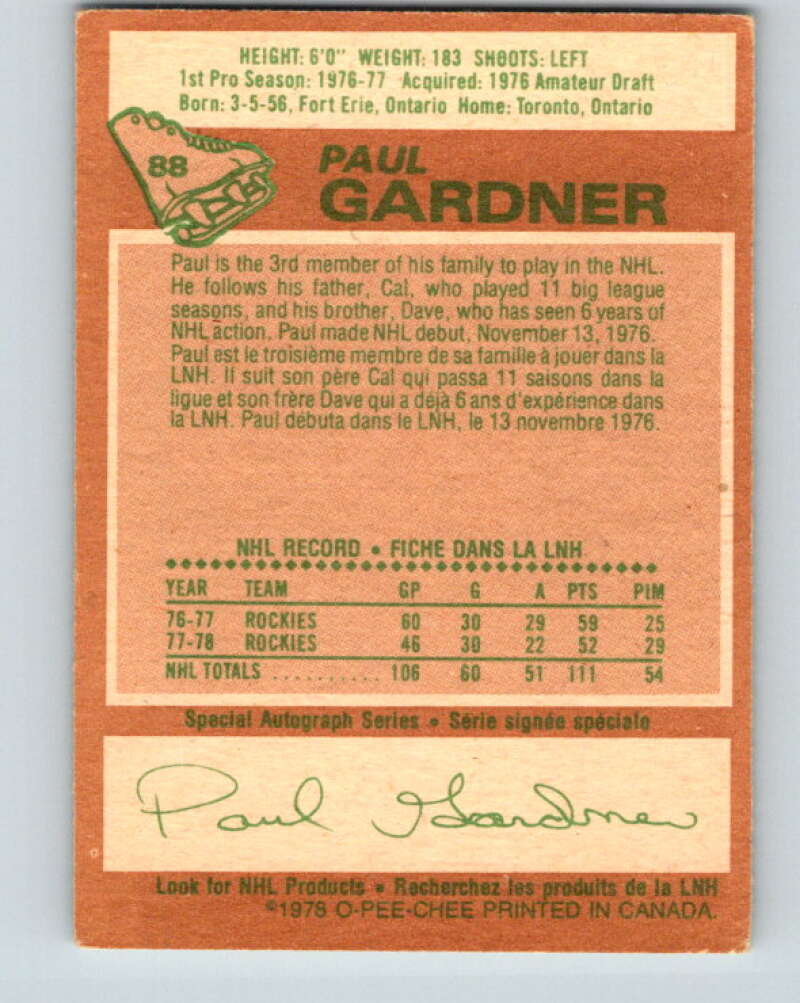 HEIGHT: 6'0" WEIGHT: 183 SHOOTS: LEFT
1st Pro Season: 1976-77 Acquired: 1976 Amateur Draft
Born: 3-5-56, Fort Erie, Ontario Home: Toronto, Ontario
88
PAUL
GARDNER
Paul is the 3rd member of his family to play in the NHL.
He follows his father, Cal, who played 11 big league
seasons, and his brother, Dave, who has seen 6 years of
NHL action. Paul made NHL debut, November 13, 1976.
Paul est le troisième membre de sa famille à jouer dans la
LNH. Il suit son père Cal qui passa 11 saisons dans la
ligue et son frère Dave qui a déjà 6 ans d'expérience dans
la LNH. Paul débuta dans le LNH, le 13 novembre 1976.
NHL RECORD • FICHE DANS LA LNH
YEAR TEAM GP G A PTS PIM
76-77 ROCKIES 60 30 29 59 25
77-78 ROCKIES 46 30 22 52 29
NHL TOTALS .......... 106 60 51 111 54
Special Autograph Series • Série signée spéciale
Paul Gardner
Look for NHL Products • Recherchez les produits de la LNH
©1978 O-PEE-CHEE PRINTED IN CANADA.